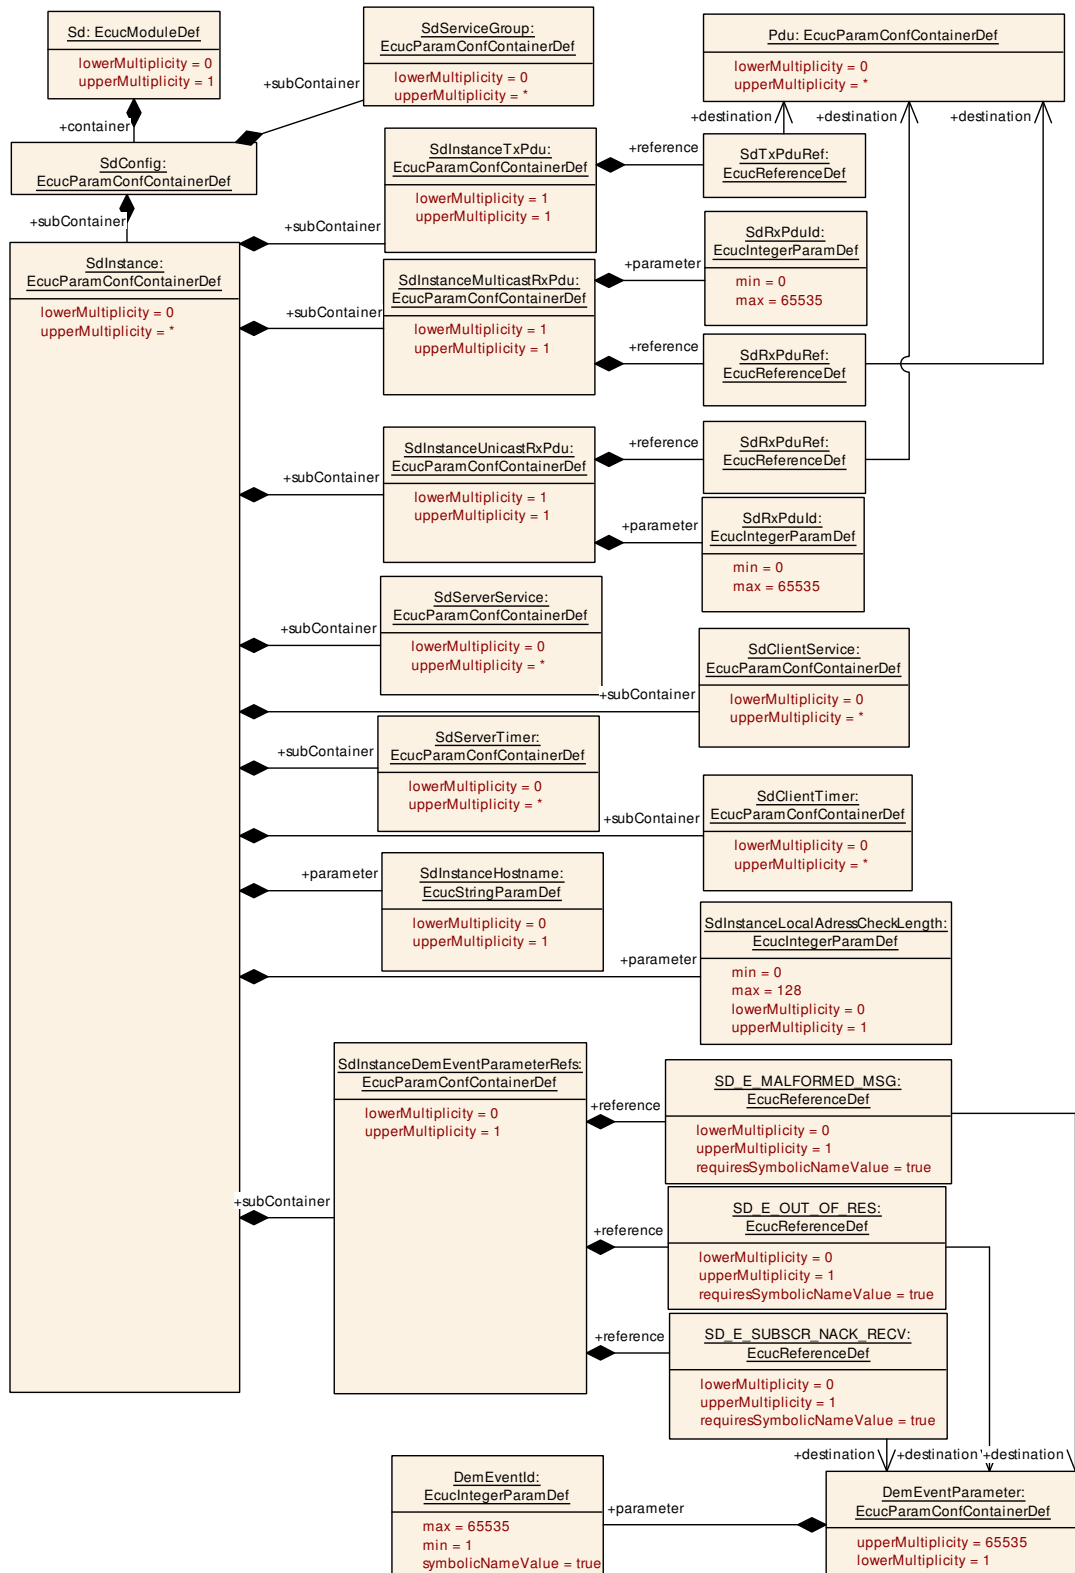 Sd: EcucModuleDef
lowerMultiplicity = 0
upperMultiplicity = 1
SdServiceGroup:
EcucParamConfContainerDef
lowerMultiplicity = 0
upperMultiplicity = *
Pdu: EcucParamConfContainerDef
lowerMultiplicity = 0
upperMultiplicity = *
+subContainer
+container
+destination
+destination
+destination
SdConfig:
EcucParamConfContainerDef
SdInstanceTxPdu:
EcucParamConfContainerDef
lowerMultiplicity = 1
upperMultiplicity = 1
+reference
SdTxPduRef:
EcucReferenceDef
+subContainer
+subContainer
SdInstance:
EcucParamConfContainerDef
lowerMultiplicity = 0
upperMultiplicity = *
SdInstanceMulticastRxPdu:
EcucParamConfContainerDef
lowerMultiplicity = 1
upperMultiplicity = 1
+subContainer
+parameter
SdRxPduId:
EcucIntegerParamDef
min = 0
max = 65535
+reference
SdRxPduRef:
EcucReferenceDef
SdInstanceUnicastRxPdu:
EcucParamConfContainerDef
lowerMultiplicity = 1
upperMultiplicity = 1
+subContainer
+reference
SdRxPduRef:
EcucReferenceDef
+parameter
SdRxPduId:
EcucIntegerParamDef
min = 0
max = 65535
SdServerService:
EcucParamConfContainerDef
lowerMultiplicity = 0
upperMultiplicity = *
+subContainer
SdClientService:
EcucParamConfContainerDef
lowerMultiplicity = 0
upperMultiplicity = *
+subContainer
SdServerTimer:
EcucParamConfContainerDef
lowerMultiplicity = 0
upperMultiplicity = *
+subContainer
SdClientTimer:
EcucParamConfContainerDef
lowerMultiplicity = 0
upperMultiplicity = *
+subContainer
+parameter
SdInstanceHostname:
EcucStringParamDef
lowerMultiplicity = 0
upperMultiplicity = 1
SdInstanceLocalAdressCheckLength:
EcucIntegerParamDef
min = 0
max = 128
lowerMultiplicity = 0
upperMultiplicity = 1
+parameter
SdInstanceDemEventParameterRefs:
EcucParamConfContainerDef
lowerMultiplicity = 0
upperMultiplicity = 1
+subContainer
+reference
SD_E_MALFORMED_MSG:
EcucReferenceDef
lowerMultiplicity = 0
upperMultiplicity = 1
requiresSymbolicNameValue = true
+reference
SD_E_OUT_OF_RES:
EcucReferenceDef
lowerMultiplicity = 0
upperMultiplicity = 1
requiresSymbolicNameValue = true
+reference
SD_E_SUBSCR_NACK_RECV:
EcucReferenceDef
lowerMultiplicity = 0
upperMultiplicity = 1
requiresSymbolicNameValue = true
+destination
+destination
+destination
DemEventId:
EcucIntegerParamDef
max = 65535
min = 1
symbolicNameValue = true
+parameter
DemEventParameter:
EcucParamConfContainerDef
upperMultiplicity = 65535
lowerMultiplicity = 1